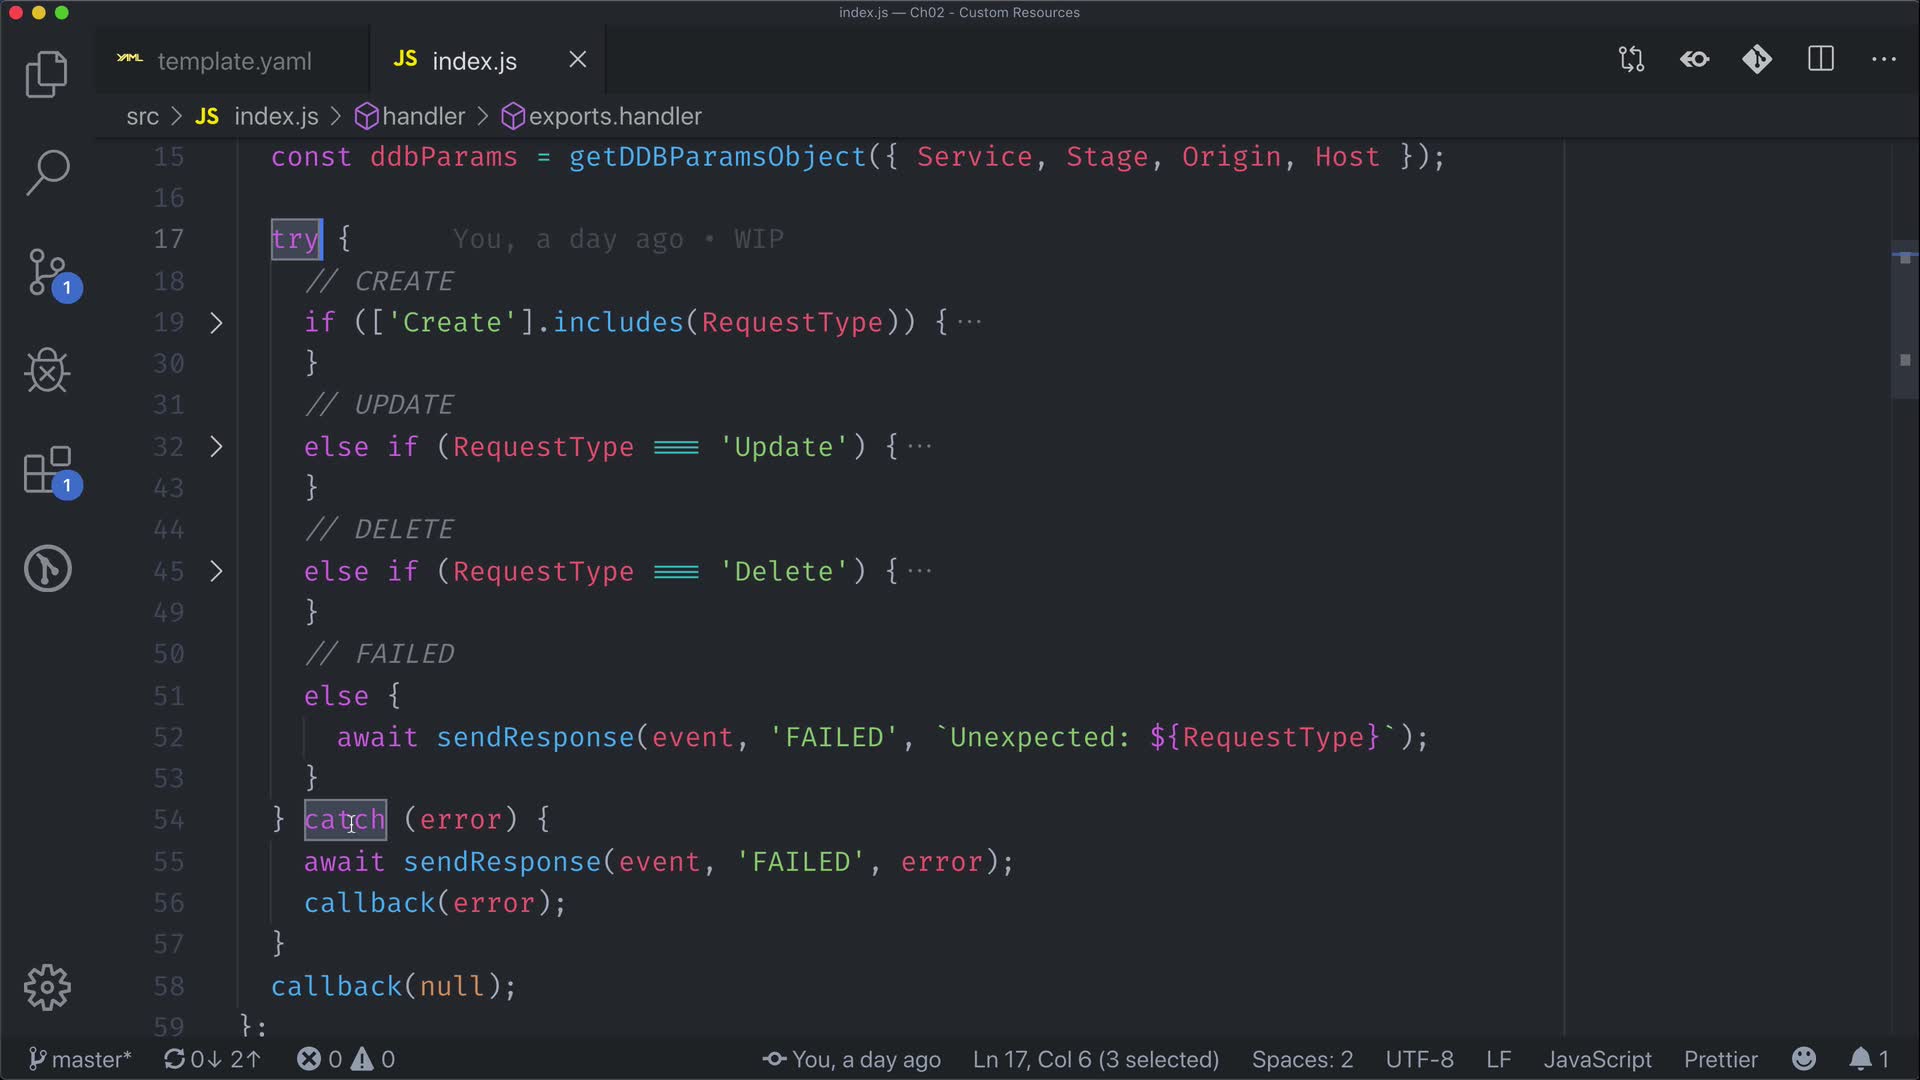 index.js — Ch02 - Custom Resources
YAML template.yaml
JS index.js
src > JS index.js > handler > exports.handler
15 const ddbParams = getDDBParamsObject({ Service, Stage, Origin, Host });
16
17 try { You, a day ago • WIP
18 // CREATE
19 if (['Create'].includes(RequestType)) {···
30 }
31 // UPDATE
32 else if (RequestType === 'Update') {···
43 }
44 // DELETE
45 else if (RequestType === 'Delete') {···
49 }
50 // FAILED
51 else {
52 await sendResponse(event, 'FAILED', `Unexpected: ${RequestType}`);
53 }
54 } catch (error) {
55 await sendResponse(event, 'FAILED', error);
56 callback(error);
57 }
58 callback(null);
59 };
1
1
master* 0↓ 2↑ 0 0 You, a day ago Ln 17, Col 6 (3 selected) Spaces: 2 UTF-8 LF JavaScript Prettier 1